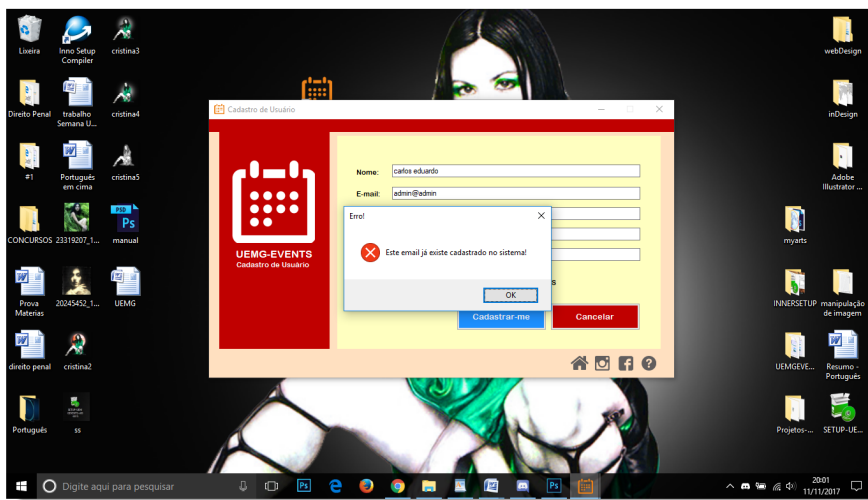 Lixeira
Inno Setup
Compiler
cristina3
webDesign
Direito Penal
trabalho
Semana U...
cristina4
inDesign
#1
Português
em cima
cristina5
Adobe
Illustrator ...
CONCURSOS
23319207_1...
PSD
Ps
manual
myarts
Prova
Materias
20245452_1...
UEMG
INNERSETUP
manipulação
de imagem
direito penal
cristina2
UEMGEVE...
Resumo -
Português
Português
ss
Projetos-...
SETUP-UE...
Cadastro de Usuário
UEMG-EVENTS
Cadastro de Usuário
Nome:
carlos eduardo
E-mail:
admin@admin
Erro!
Este email já existe cadastrado no sistema!
OK
s
Cadastrar-me
Cancelar
Digite aqui para pesquisar
Ps
Ps
20:01
11/11/2017